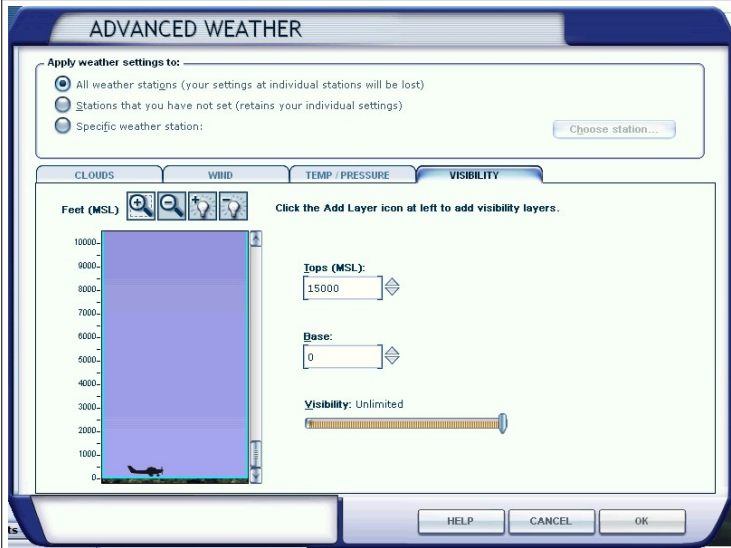 ADVANCED WEATHER
Apply weather settings to:
All weather stations (your settings at individual stations will be lost)
Stations that you have not set (retains your individual settings)
Specific weather station:
Choose station...
CLOUDS WIND TEMP / PRESSURE VISIBILITY
Feet (MSL)
Click the Add Layer icon at left to add visibility layers.
10000
9000
8000
7000
6000
5000
4000
3000
2000
1000
0
Tops (MSL):
15000
Base:
0
Visibility: Unlimited
ts
HELP CANCEL OK